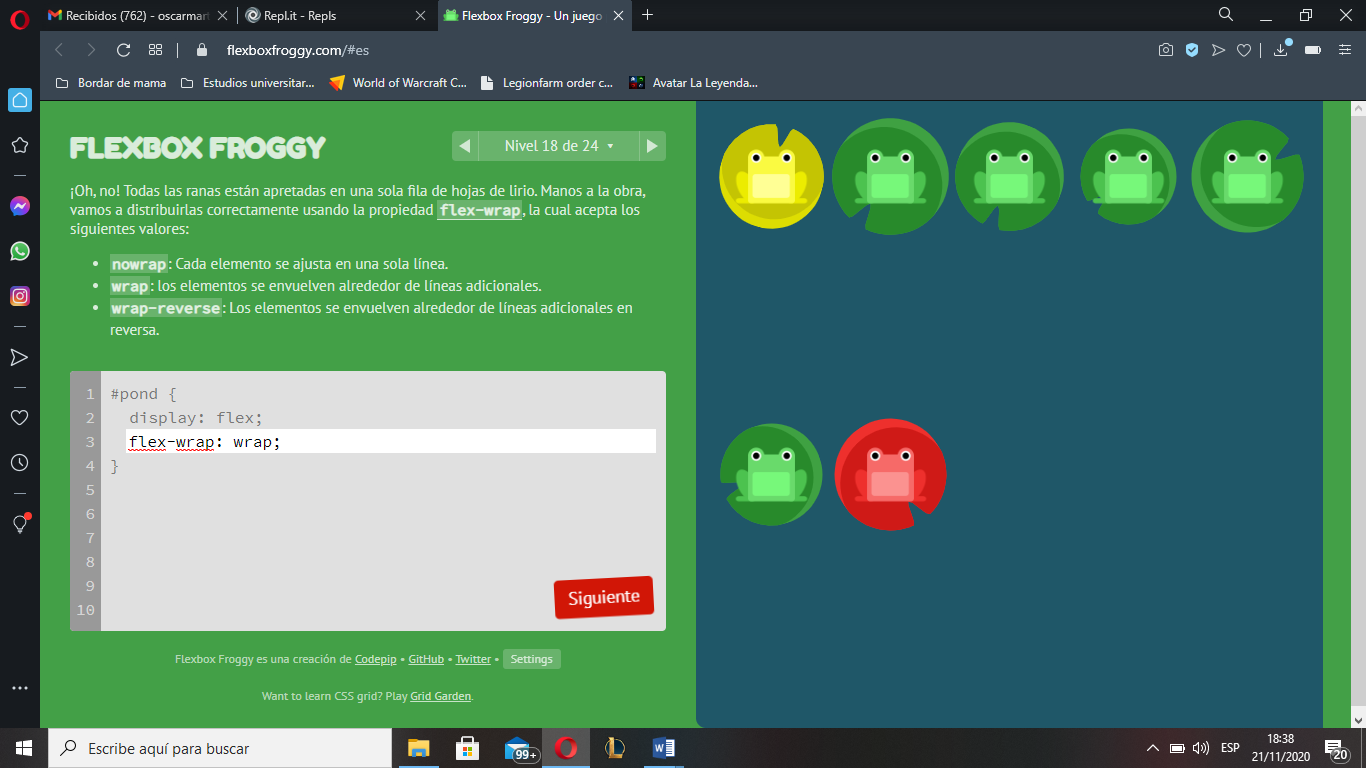 Recibidos (762) - oscarmar
Repl.it - Repls
Flexbox Froggy - Un juego
flexboxfroggy.com/#es
Bordar de mama
Estudios universitar...
World of Warcraft C...
Legionfarm order c...
Avatar La Leyenda...
FLEXBOX FROGGY
Nivel 18 de 24
¡Oh, no! Todas las ranas están apretadas en una sola fila de hojas de lirio. Manos a la obra,
vamos a distribuirlas correctamente usando la propiedad flex-wrap, la cual acepta los
siguientes valores:
• nowrap: Cada elemento se ajusta en una sola línea.
• wrap: los elementos se envuelven alrededor de líneas adicionales.
• wrap-reverse: Los elementos se envuelven alrededor de líneas adicionales en
reversa.
1 #pond {
2 display: flex;
3 flex-wrap: wrap;
4 }
5
6
7
8
9
10
Siguiente
Flexbox Froggy es una creación de Codepip • GitHub • Twitter • Settings
Want to learn CSS grid? Play Grid Garden.
Escribe aquí para buscar
99+
W
ESP
18:38
21/11/2020
20